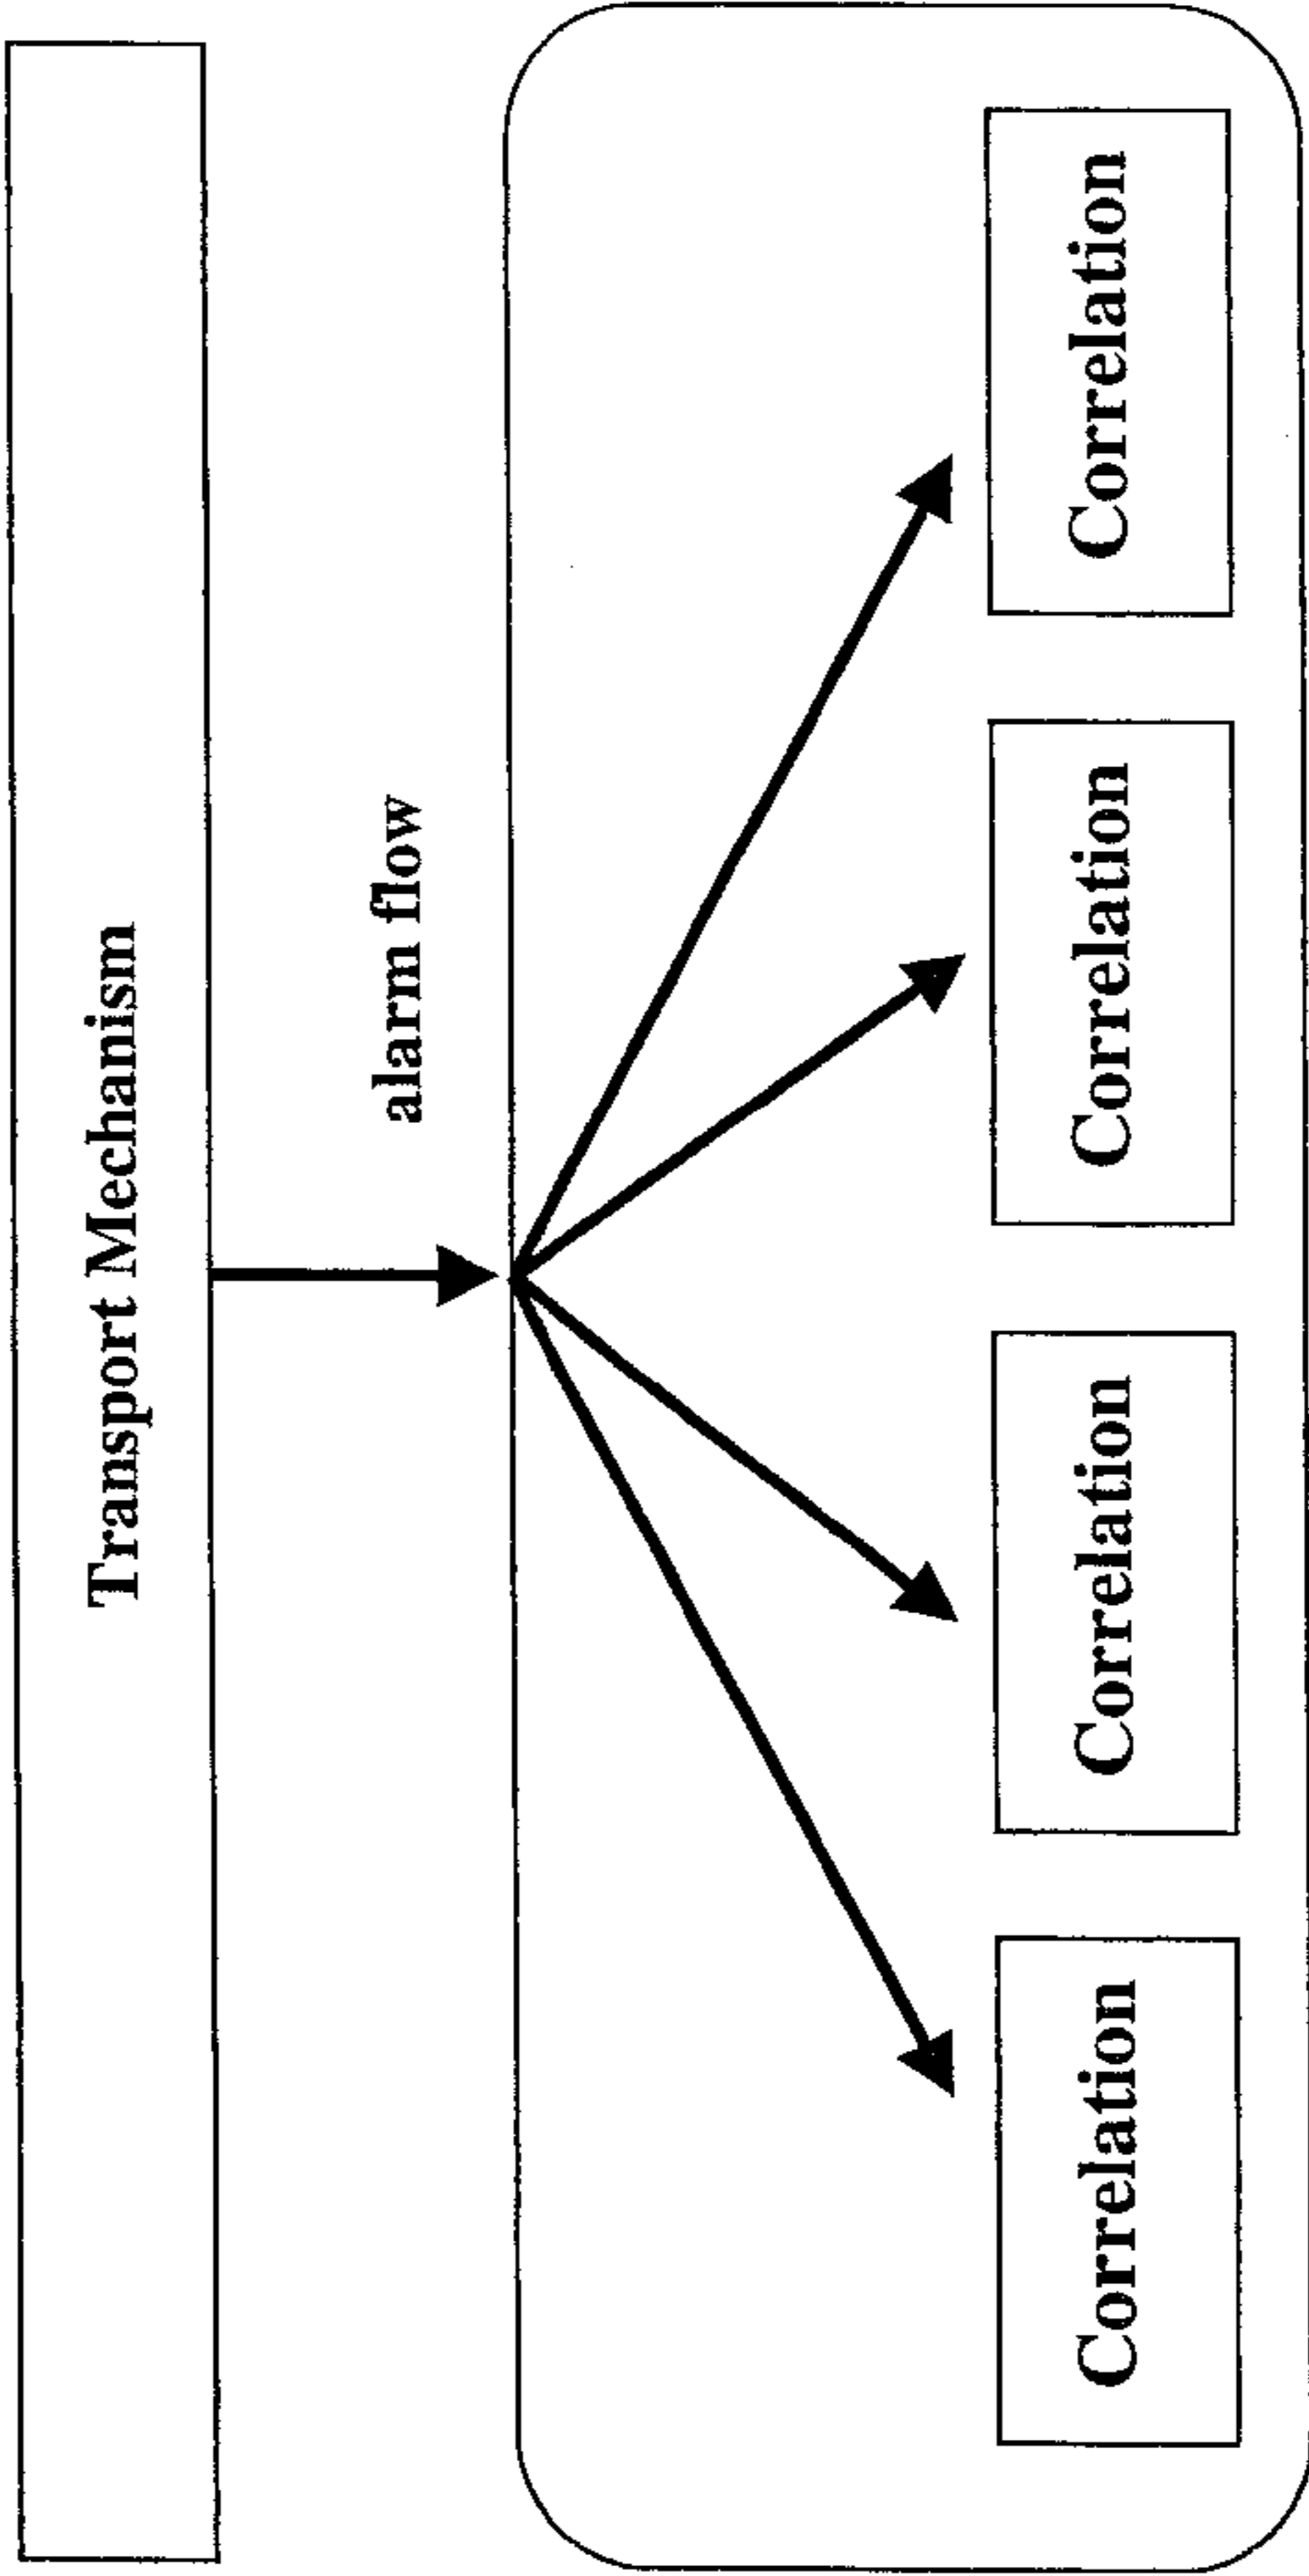 Transport Mechanism
alarm flow
Correlation
Correlation
Correlation
Correlation